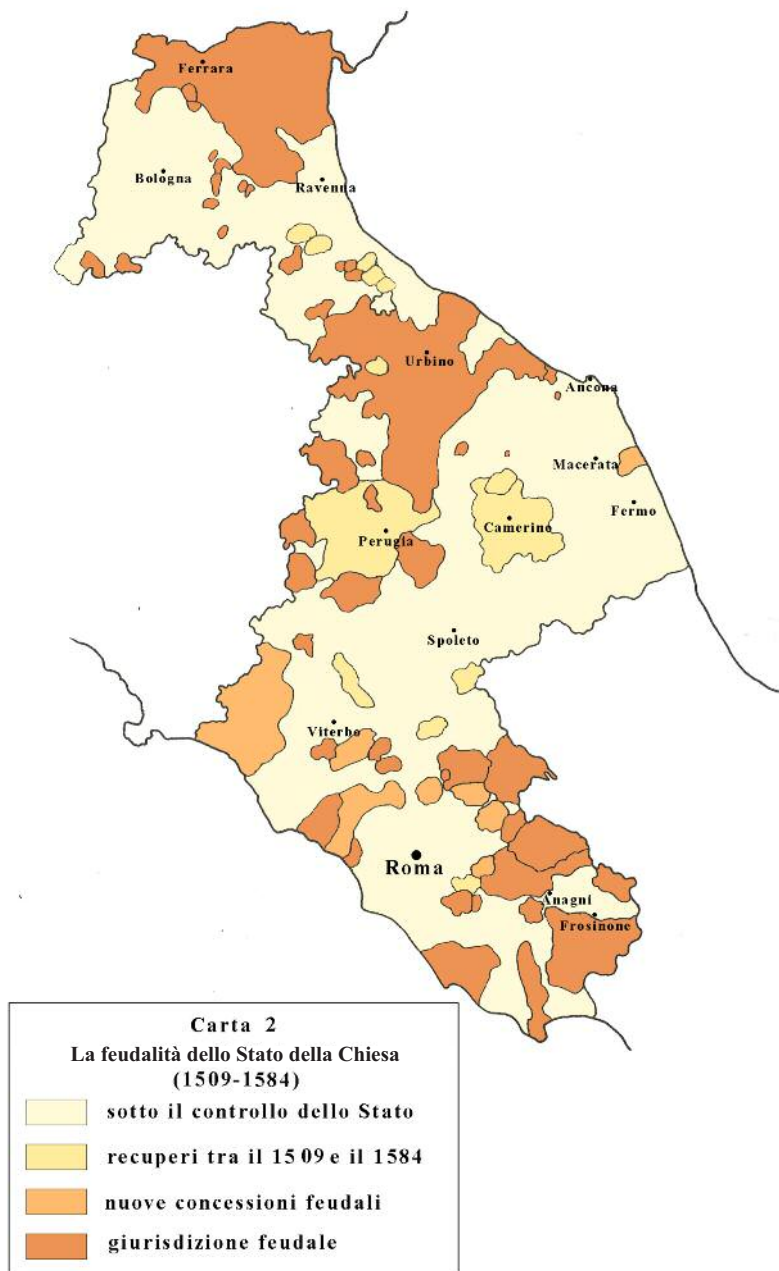 Ferrara
Bologna
Ravenna
Urbino
Ancona
Macerata
Fermo
Camerino
Perugia
Spoleto
Viterbo
Roma
Anagni
Frosinone
Carta 2
La feudalità dello Stato della Chiesa
(1509-1584)
sotto il controllo dello Stato
recuperi tra il 1509 e il 1584
nuove concessioni feudali
giurisdizione feudale